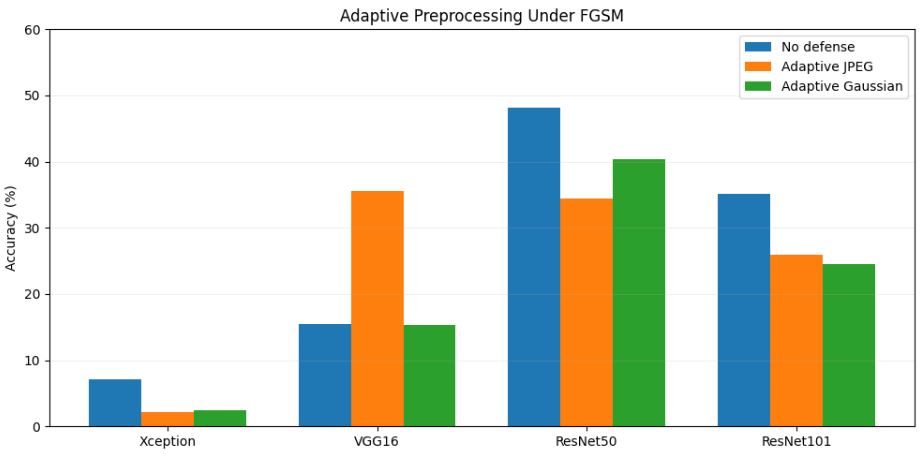 Adaptive Preprocessing Under FGSM
No defense
Adaptive JPEG
Adaptive Gaussian
Accuracy (%)
60
50
40
30
20
10
0
Xception VGG16 ResNet50 ResNet101